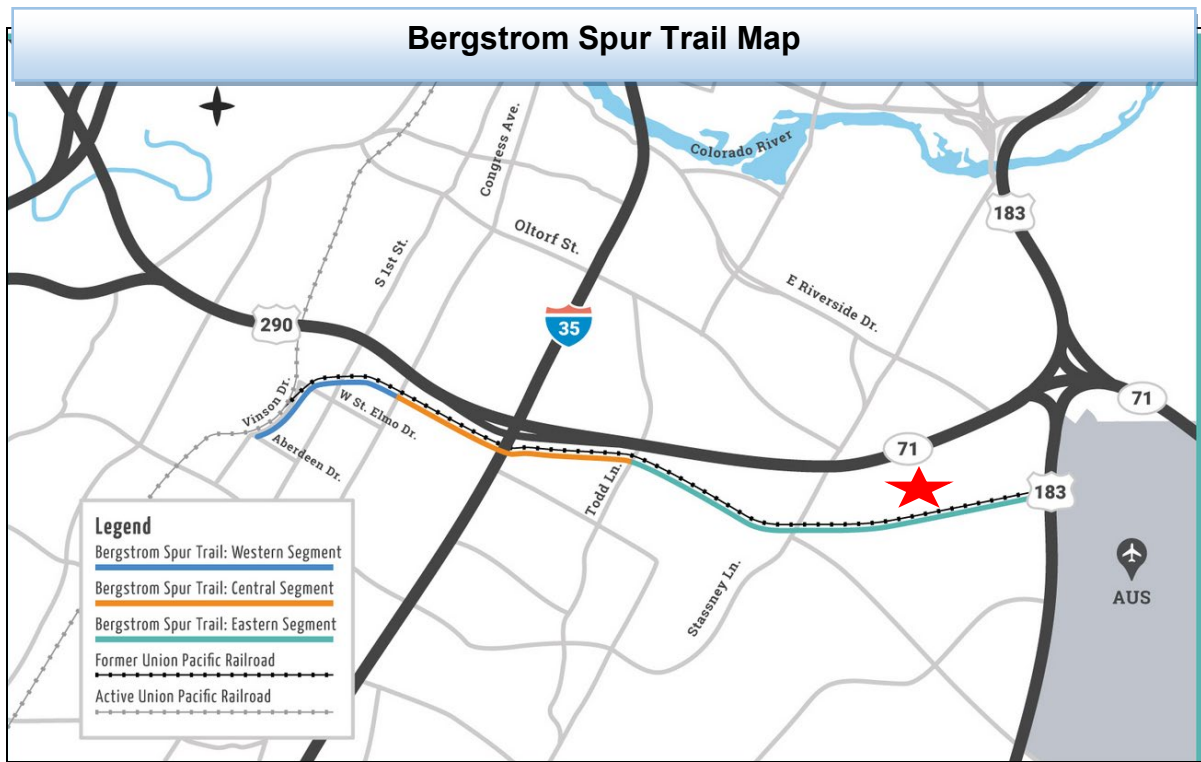 Bergstrom Spur Trail Map
Congress Ave.
Colorado River
183
S 1st St.
Oltorf St.
E Riverside Dr.
290
35
Vinson Dr.
W St. Elmo Dr.
71
Aberdeen Dr.
71
Todd Ln.
183
Stassney Ln.
AUS
Legend
Bergstrom Spur Trail: Western Segment
Bergstrom Spur Trail: Central Segment
Bergstrom Spur Trail: Eastern Segment
Former Union Pacific Railroad
Active Union Pacific Railroad